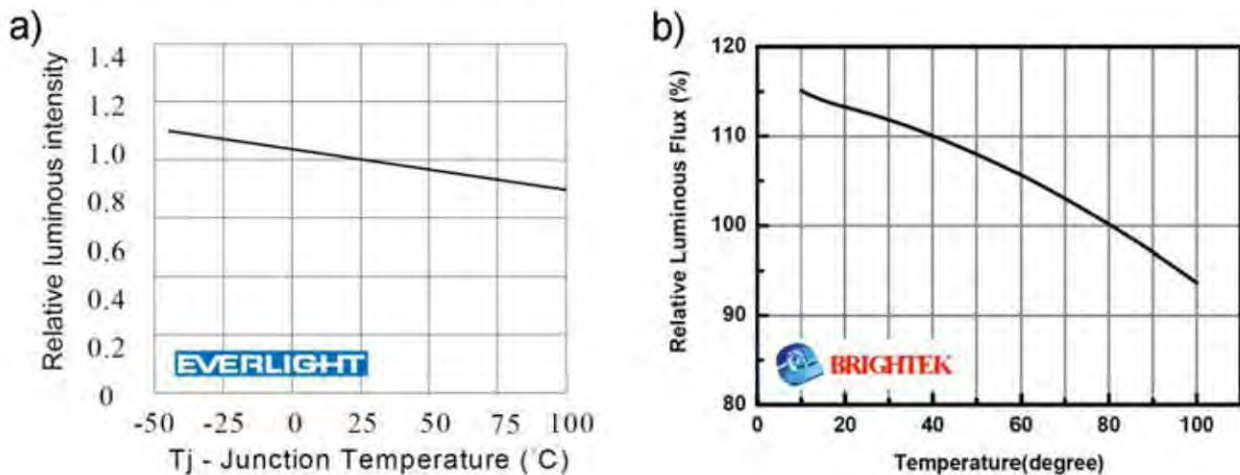 a)
Relative luminous intensity
1.4
1.2
1.0
0.8
0.6
0.4
0.2
0
EVERLIGHT
-50 -25 0 25 50 75 100
Tj - Junction Temperature (°C)
b)
Relative Luminous Flux (%)
120
110
100
90
80
BRIGHTEK
0 20 40 60 80 100
Temperature(degree)